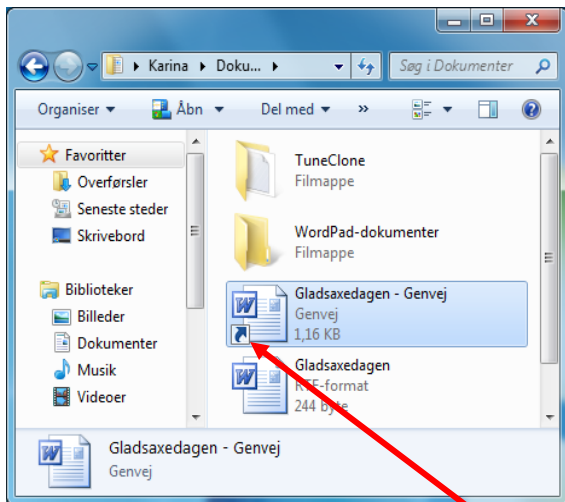 Karina Doku... Søg i Dokumenter
Organiser Åbn Del med »
Favoritter
Overførsler
Seneste steder
Skrivebord
Biblioteker
Billeder
Dokumenter
Musik
Videoer
TuneClone
Filmappe
WordPad-dokumenter
Filmappe
Gladsaxedagen - Genvej
Genvej
1,16 KB
Gladsaxedagen
RTF-format
244 byte
Gladsaxedagen - Genvej
Genvej